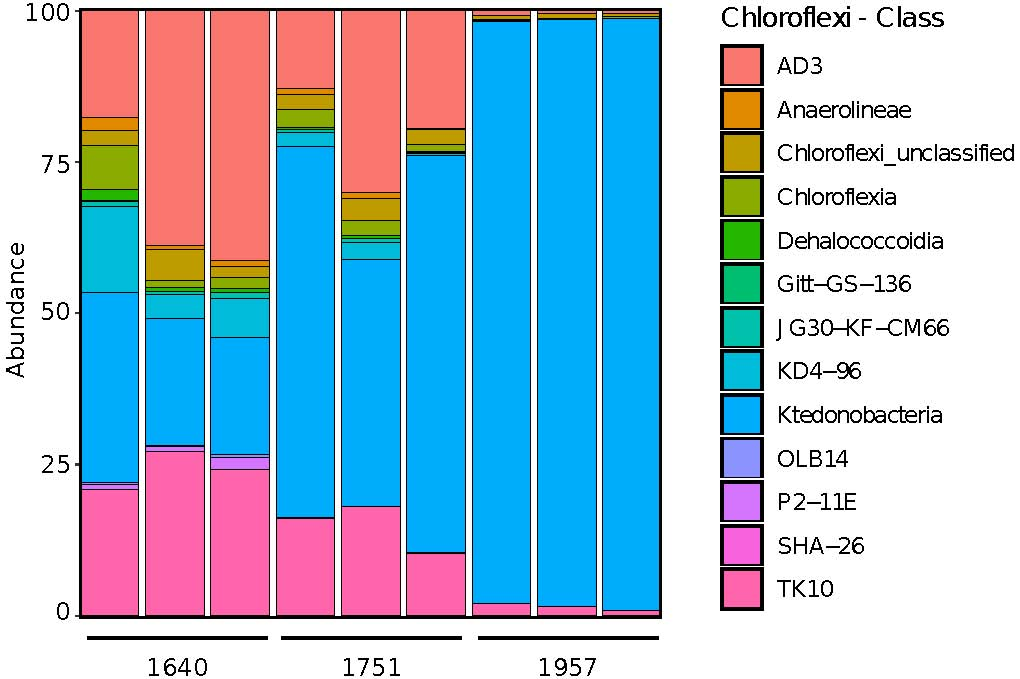 100
75
50
25
0
Abundance
1640
1751
1957
Chloroflexi - Class
AD3
Anaerolineae
Chloroflexi_unclassified
Chloroflexia
Dehalococcoidia
Gitt-GS-136
JG30-KF-CM66
KD4-96
Ktedonobacteria
OLB14
P2-11E
SHA-26
TK10